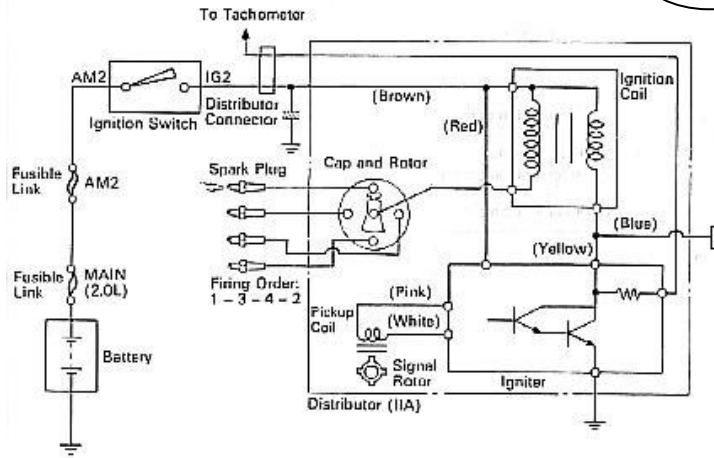 To Tachometer
AM2
IG2
Ignition Switch
Distributor
Connector
(Brown)
(Red)
Ignition
Coil
Fusible
Link
AM2
Spark Plug
Cap and Rotor
(Blue)
(Yellow)
Fusible
Link
MAIN
(2.0L)
Firing Order:
1 - 3 - 4 - 2
(Pink)
(White)
Pickup
Coil
Battery
Signal
Rotor
Igniter
Distributor (IIA)